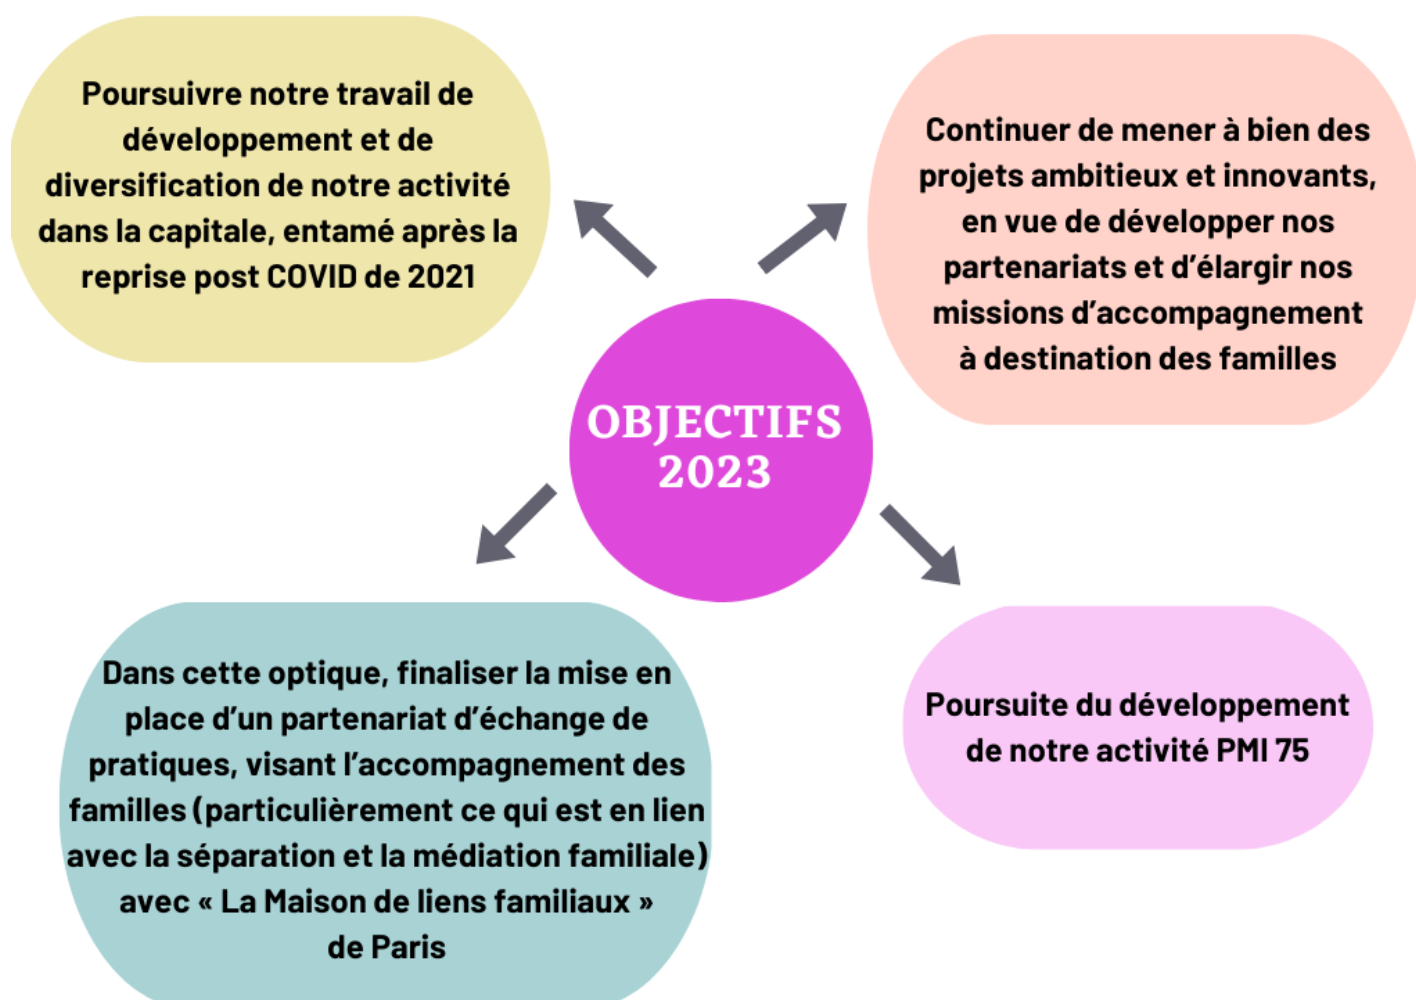 Poursuivre notre travail de
développement et de
diversification de notre activité
dans la capitale, entamé après la
reprise post COVID de 2021
Continuer de mener à bien des
projets ambitieux et innovants,
en vue de développer nos
partenariats et d’élargir nos
missions d’accompagnement
à destination des familles
OBJECTIFS
2023
Dans cette optique, finaliser la mise en
place d’un partenariat d’échange de
pratiques, visant l’accompagnement des
familles (particulièrement ce qui est en lien
avec la séparation et la médiation familiale)
avec « La Maison de liens familiaux »
de Paris
Poursuite du développement
de notre activité PMI 75